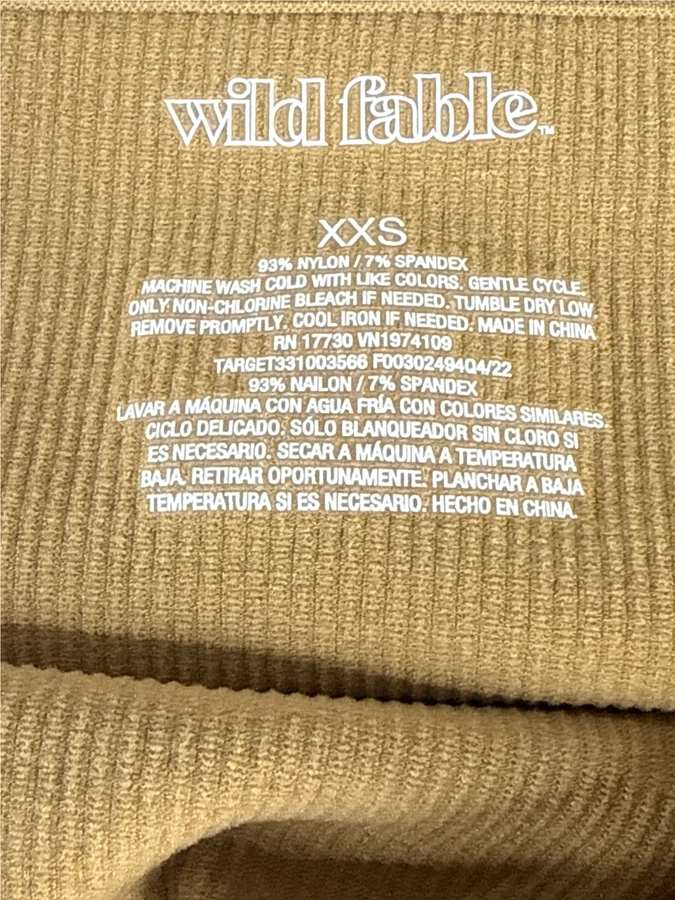 wild fable™
XXS
93% NYLON / 7% SPANDEX
MACHINE WASH COLD WITH LIKE COLORS. GENTLE CYCLE.
ONLY NON-CHLORINE BLEACH IF NEEDED. TUMBLE DRY LOW.
REMOVE PROMPTLY. COOL IRON IF NEEDED. MADE IN CHINA
RN 17730 VN1974109
TARGET331003566 F0030249404/22
93% NAILON / 7% SPANDEX
LAVAR A MÁQUINA CON AGUA FRÍA CON COLORES SIMILARES.
CICLO DELICADO. SÓLO BLANQUEADOR SIN CLORO SI
ES NECESARIO. SECAR A MÁQUINA A TEMPERATURA
BAJA. RETIRAR OPORTUNAMENTE. PLANCHAR A BAJA
TEMPERATURA SI ES NECESARIO. HECHO EN CHINA.